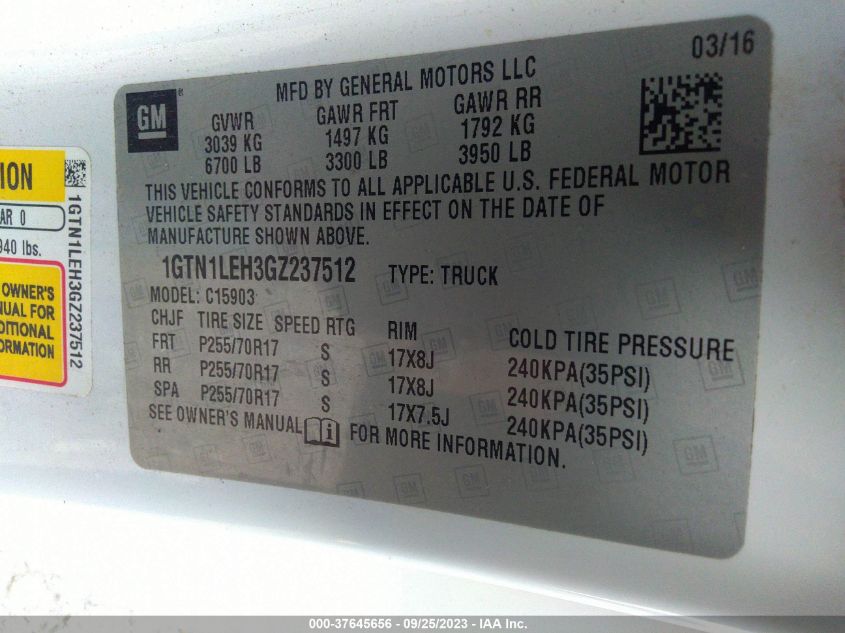 03/16
GM
MFD BY GENERAL MOTORS LLC
GVWR GAWR FRT GAWR RR
3039 KG 1497 KG 1792 KG
6700 LB 3300 LB 3950 LB
THIS VEHICLE CONFORMS TO ALL APPLICABLE U.S. FEDERAL MOTOR
VEHICLE SAFETY STANDARDS IN EFFECT ON THE DATE OF
MANUFACTURE SHOWN ABOVE.
1GTN1LEH3GZ237512 TYPE: TRUCK
MODEL: C15903
CHJF TIRE SIZE SPEED RTG RIM COLD TIRE PRESSURE
FRT P255/70R17 S 17X8J 240KPA(35PSI)
RR P255/70R17 S 17X8J 240KPA(35PSI)
SPA P255/70R17 S 17X7.5J 240KPA(35PSI)
SEE OWNER'S MANUAL FOR MORE INFORMATION.
ION
AR 0
940 lbs.
OWNER'S
FOR
1GTN1LEH3GZ237512
000-37645656 - 09/25/2023 - IAA Inc.